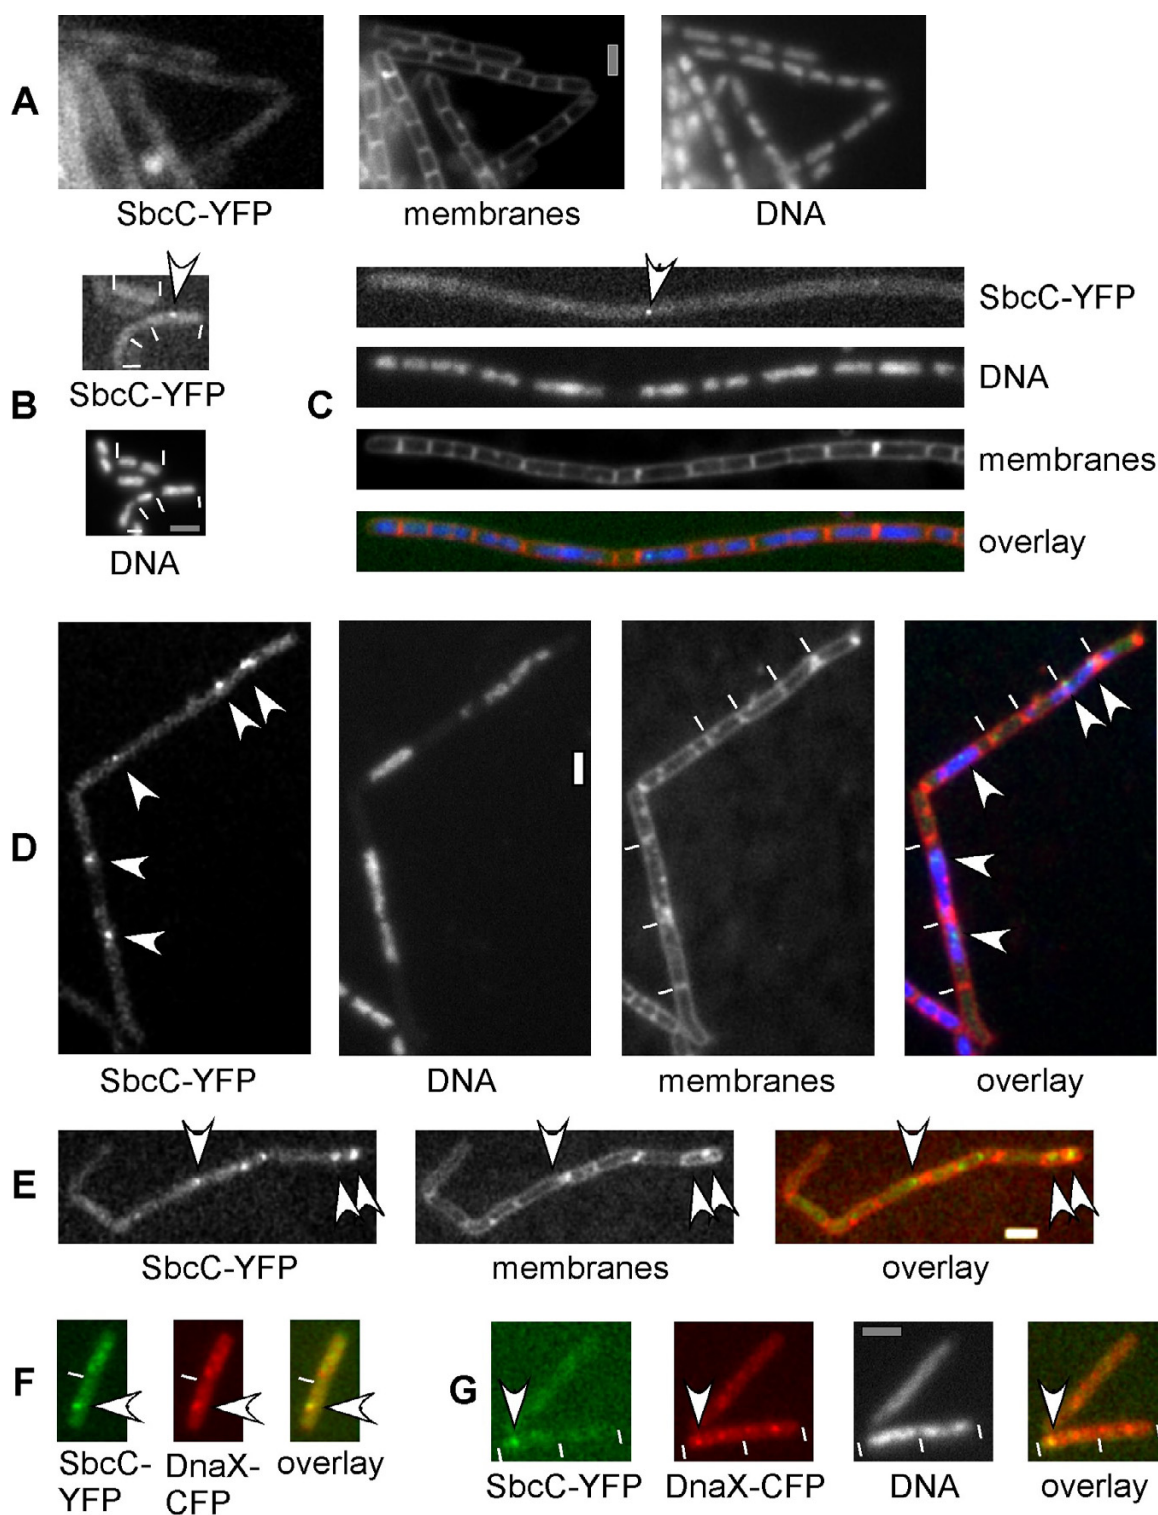 A
SbcC-YFP
membranes
DNA
B
SbcC-YFP
DNA
C
SbcC-YFP
DNA
membranes
overlay
D
SbcC-YFP
DNA
membranes
overlay
E
SbcC-YFP
membranes
overlay
F
SbcC-
YFP
DnaX-
CFP
overlay
G
SbcC-YFP
DnaX-CFP
DNA
overlay